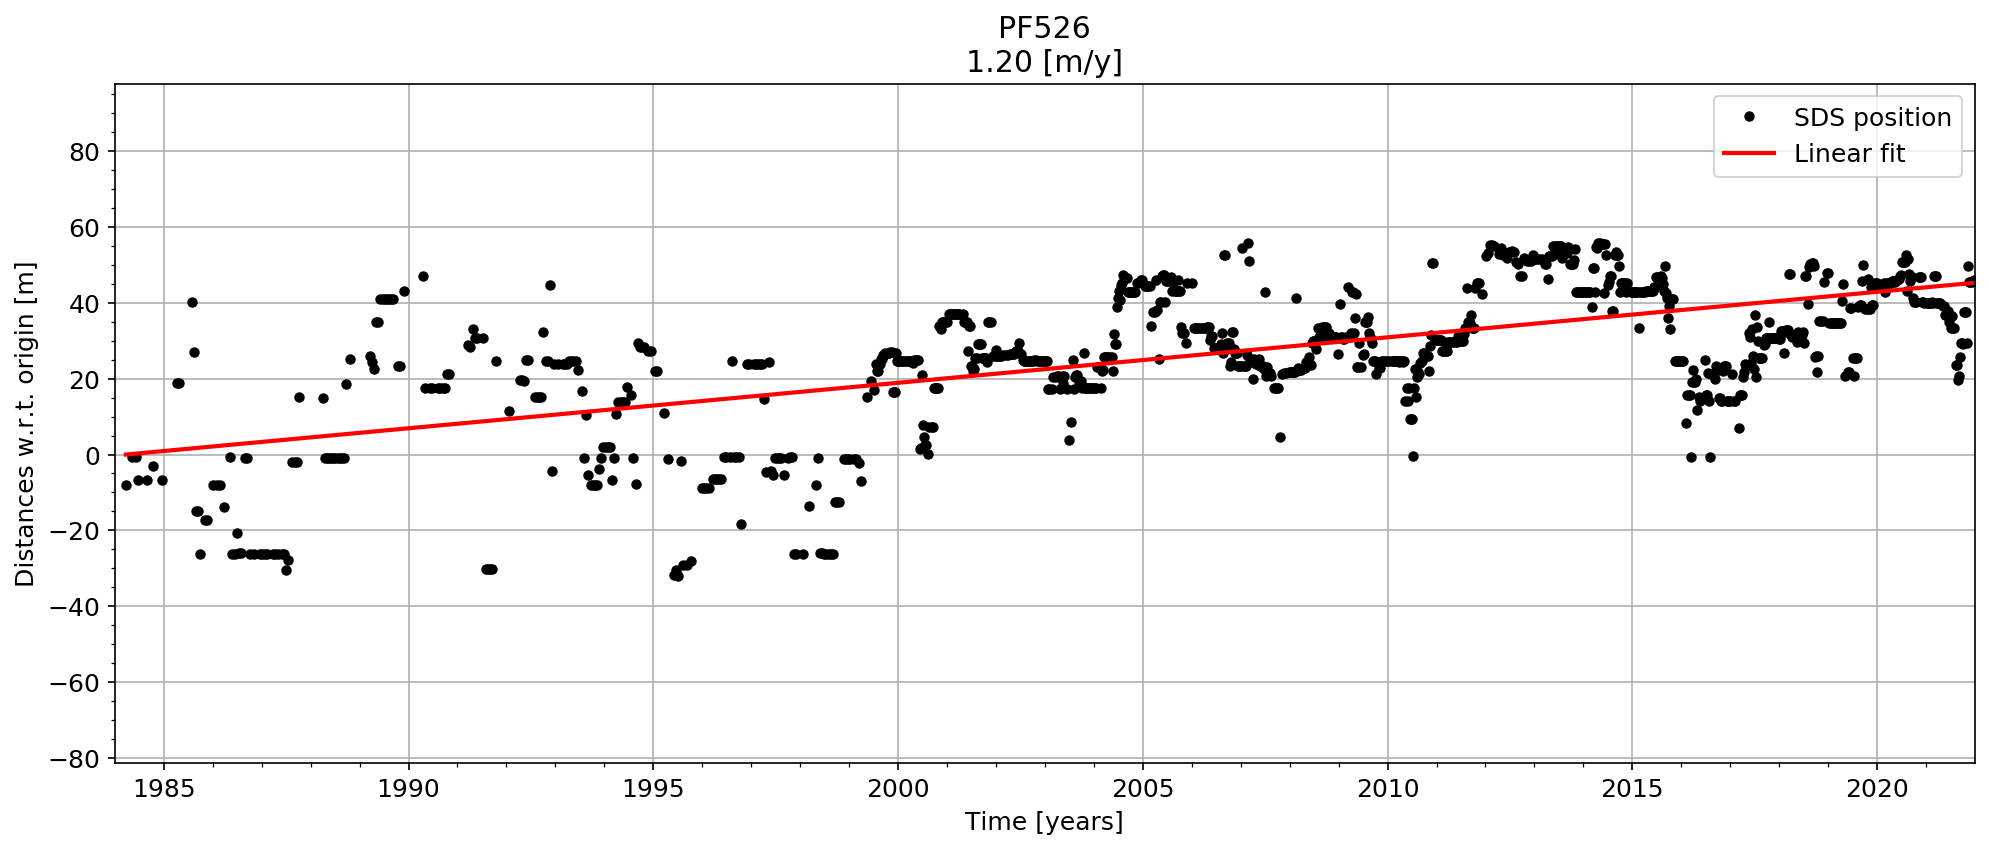 PF526
1.20 [m/y]
SDS position
Linear fit
Distances w.r.t. origin [m]
80
60
40
20
0
−20
−40
−60
−80
1985
1990
1995
2000
2005
2010
2015
2020
Time [years]